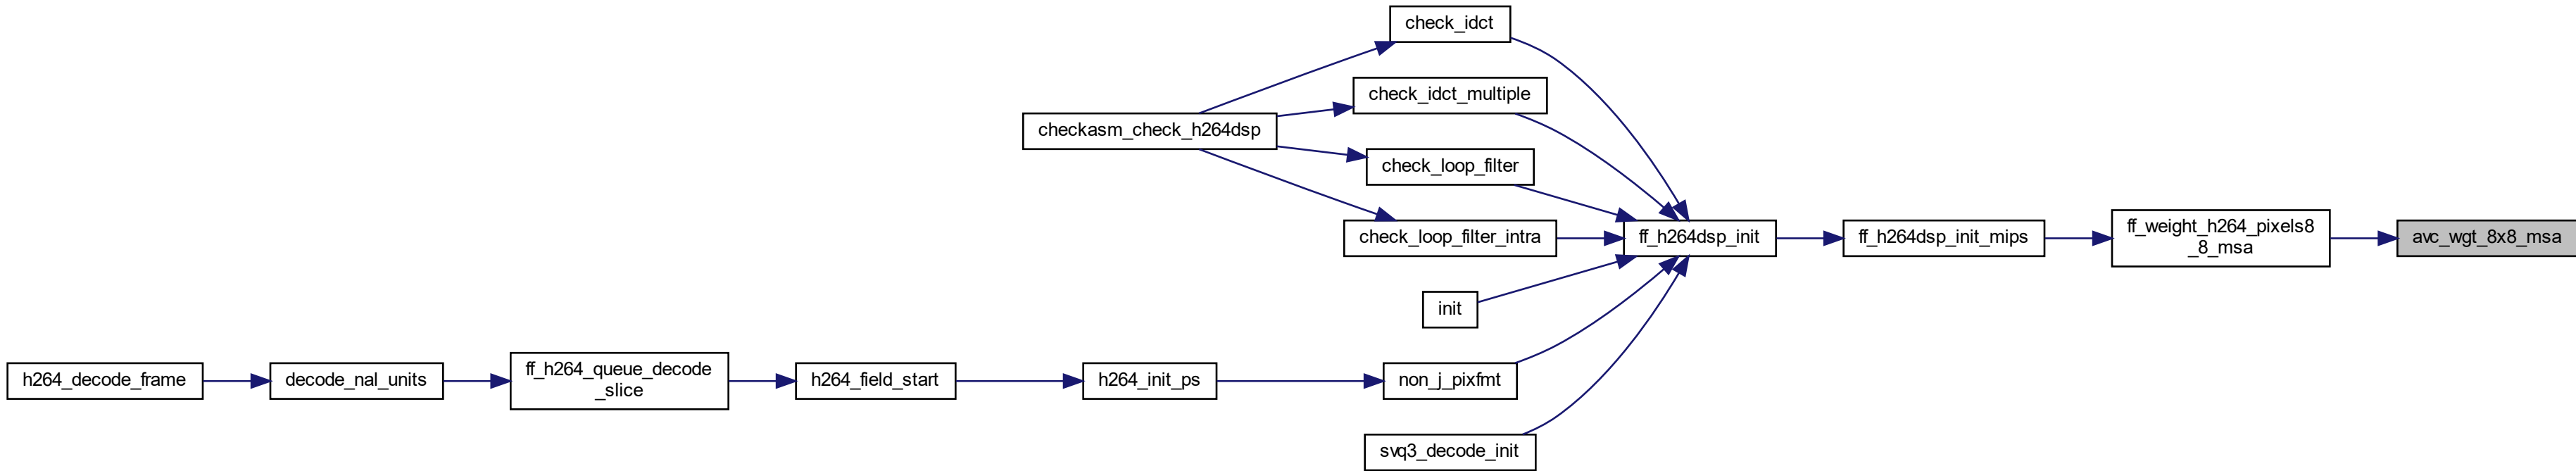 check_idct
check_idct_multiple
checkasm_check_h264dsp
check_loop_filter
check_loop_filter_intra
ff_h264dsp_init
ff_h264dsp_init_mips
ff_weight_h264_pixels8
_8_msa
avc_wgt_8x8_msa
init
h264_decode_frame
decode_nal_units
ff_h264_queue_decode
_slice
h264_field_start
h264_init_ps
non_j_pixfmt
svq3_decode_init